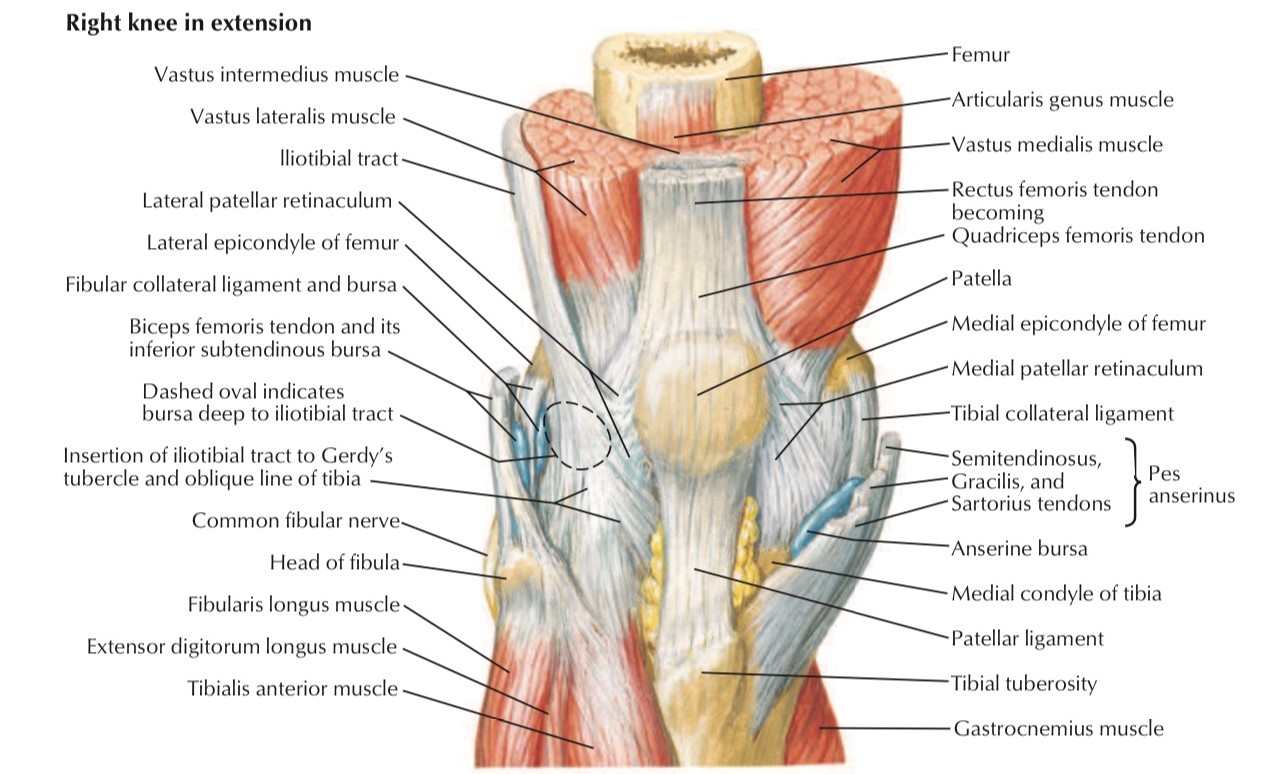 Right knee in extension
Vastus intermedius muscle
Vastus lateralis muscle
Iliotibial tract
Lateral patellar retinaculum
Lateral epicondyle of femur
Fibular collateral ligament and bursa
Biceps femoris tendon and its
inferior subtendinous bursa
Dashed oval indicates
bursa deep to iliotibial tract
Insertion of iliotibial tract to Gerdy’s
tubercle and oblique line of tibia
Common fibular nerve
Head of fibula
Fibularis longus muscle
Extensor digitorum longus muscle
Tibialis anterior muscle
Femur
Articularis genus muscle
Vastus medialis muscle
Rectus femoris tendon
becoming
Quadriceps femoris tendon
Patella
Medial epicondyle of femur
Medial patellar retinaculum
Tibial collateral ligament
Semitendinosus,
Gracilis, and
Sartorius tendons
Pes
anserinus
Anserine bursa
Medial condyle of tibia
Patellar ligament
Tibial tuberosity
Gastrocnemius muscle